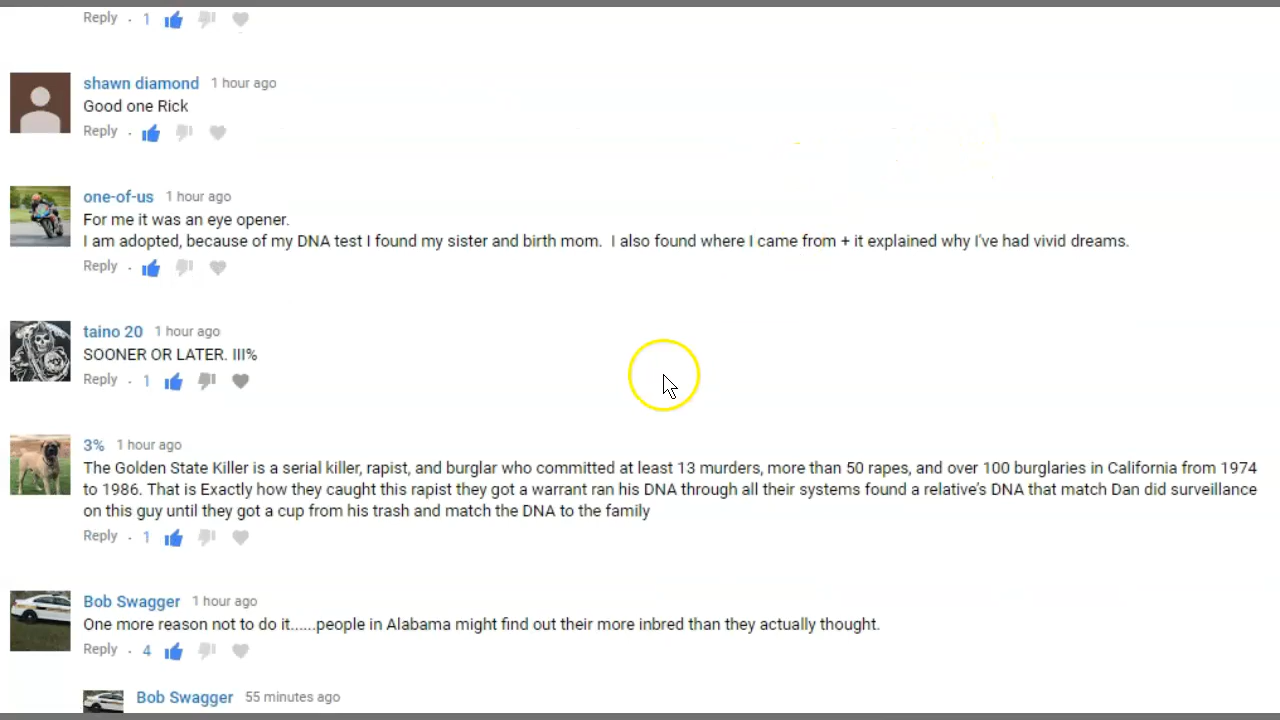 Reply · 1
shawn diamond 1 hour ago
Good one Rick
Reply ·
one-of-us 1 hour ago
For me it was an eye opener.
I am adopted, because of my DNA test I found my sister and birth mom.  I also found where I came from + it explained why I've had vivid dreams.
Reply ·
taino 20 1 hour ago
SOONER OR LATER. III%
Reply · 1
3% 1 hour ago
The Golden State Killer is a serial killer, rapist, and burglar who committed at least 13 murders, more than 50 rapes, and over 100 burglaries in California from 1974
to 1986. That is Exactly how they caught this rapist they got a warrant ran his DNA through all their systems found a relative's DNA that match Dan did surveillance
on this guy until they got a cup from his trash and match the DNA to the family
Reply · 1
Bob Swagger 1 hour ago
One more reason not to do it......people in Alabama might find out their more inbred than they actually thought.
Reply · 4
Bob Swagger 55 minutes ago